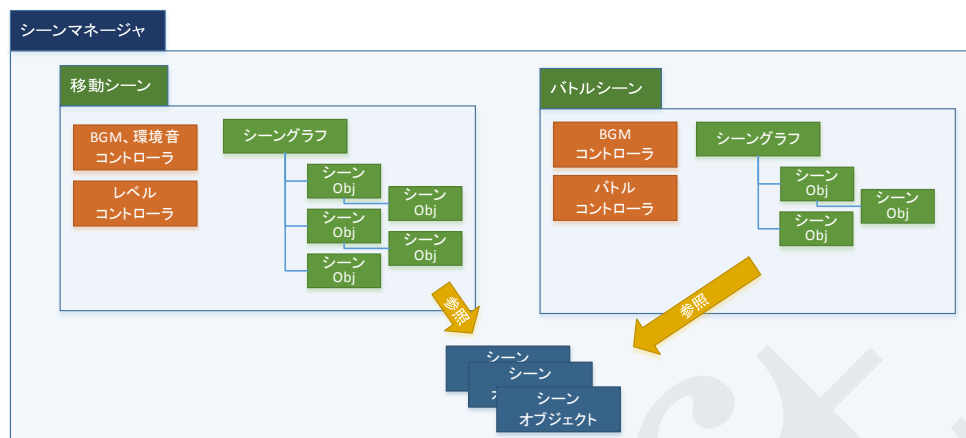 シーンマネージャ
移動シーン
BGM、環境音
コントローラ
レベル
コントローラ
シーングラフ
シーン
Obj
シーン
Obj
シーン
Obj
シーン
Obj
シーン
Obj
参照
バトルシーン
BGM
コントローラ
バトル
コントローラ
シーングラフ
シーン
Obj
シーン
Obj
シーン
Obj
参照
シーン
シーン
シーン
オブジェクト